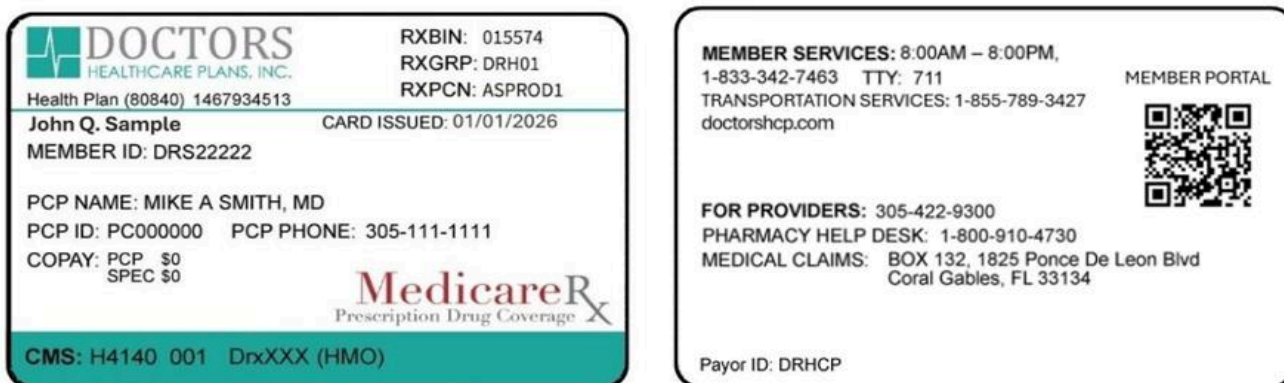 DOCTORS
HEALTHCARE PLANS, INC.
Health Plan (80840) 1467934513
RXBIN: 015574
RXGRP: DRH01
RXPCN: ASPROD1
John Q. Sample
CARD ISSUED: 01/01/2026
MEMBER ID: DRS22222
PCP NAME: MIKE A SMITH, MD
PCP ID: PC000000 PCP PHONE: 305-111-1111
COPAY: PCP $0
SPEC $0
MedicareRx
Prescription Drug Coverage
CMS: H4140 001 DrxXXX (HMO)
MEMBER SERVICES: 8:00AM – 8:00PM,
1-833-342-7463 TTY: 711
TRANSPORTATION SERVICES: 1-855-789-3427
doctorshcp.com
MEMBER PORTAL
FOR PROVIDERS: 305-422-9300
PHARMACY HELP DESK: 1-800-910-4730
MEDICAL CLAIMS: BOX 132, 1825 Ponce De Leon Blvd
Coral Gables, FL 33134
Payor ID: DRHCP